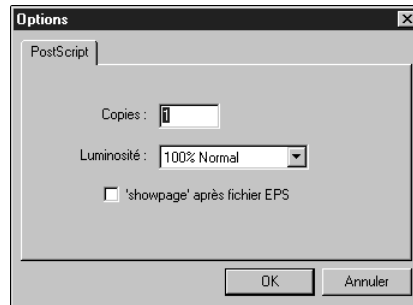 Options
PostScript
Copies : 1
Luminosité : 100% Normal
'showpage' après fichier EPS
OK Annuler